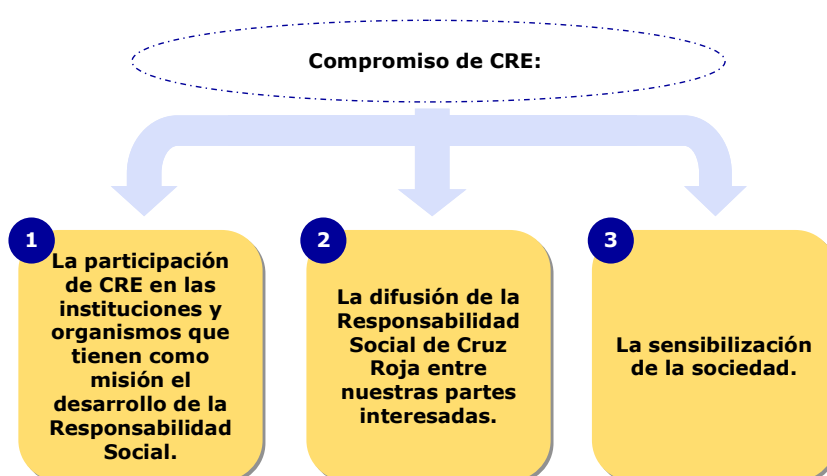 Compromiso de CRE:
1
La participación
de CRE en las
instituciones y
organismos que
tienen como
misión el
desarrollo de la
Responsabilidad
Social.
2
La difusión de la
Responsabilidad
Social de Cruz
Roja entre
nuestras partes
interesadas.
3
La sensibilización
de la sociedad.